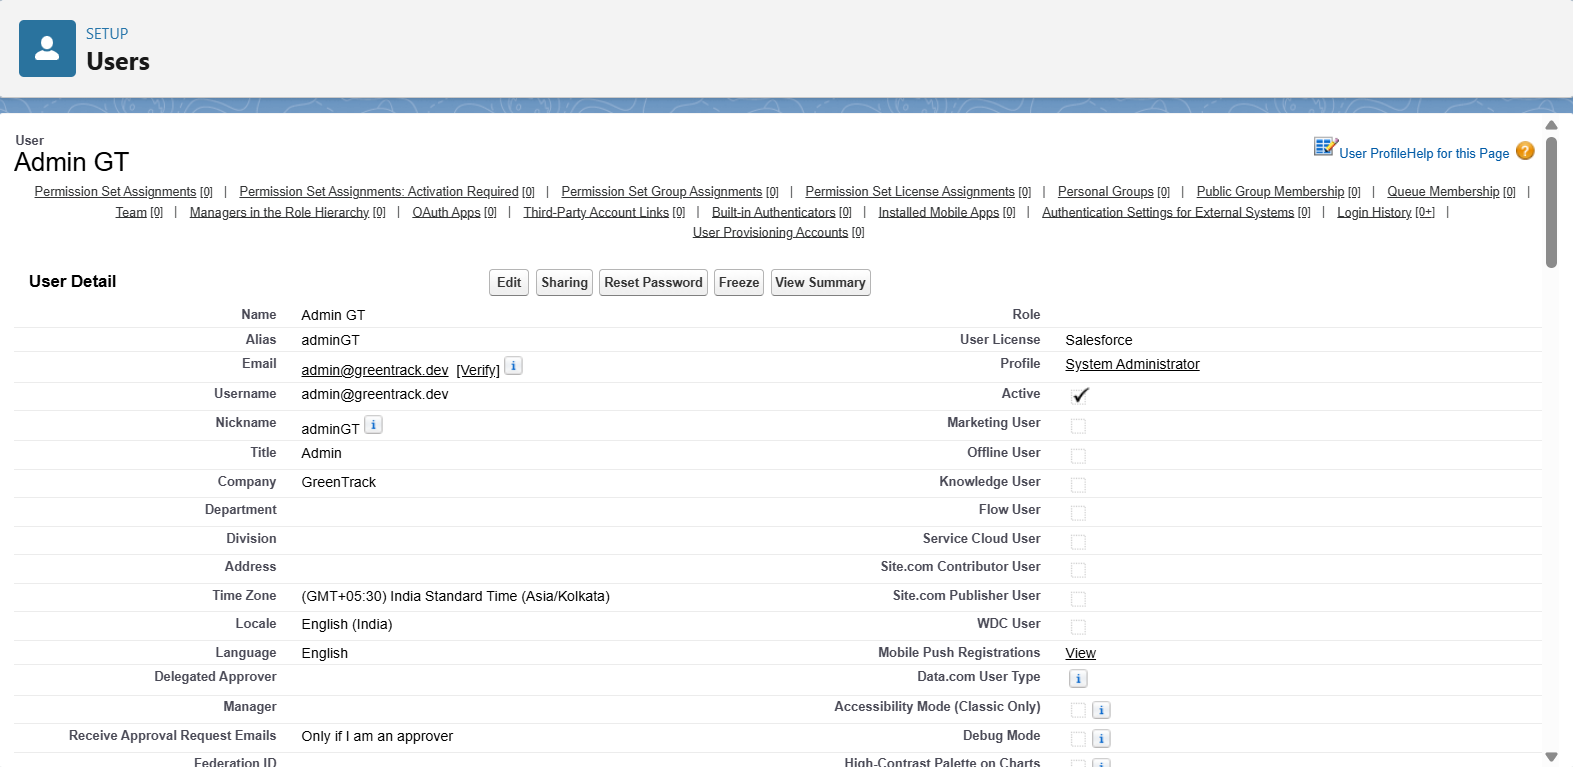 SETUP
Users
User
Admin GT
User Profile Help for this Page ?
Permission Set Assignments [0] | Permission Set Assignments: Activation Required [0] | Permission Set Group Assignments [0] | Permission Set License Assignments [0] | Personal Groups [0] | Public Group Membership [0] | Queue Membership [0] |
Team [0] | Managers in the Role Hierarchy [0] | OAuth Apps [0] | Third-Party Account Links [0] | Built-in Authenticators [0] | Installed Mobile Apps [0] | Authentication Settings for External Systems [0] | Login History [0+] |
User Provisioning Accounts [0]
User Detail Edit Sharing Reset Password Freeze View Summary
Name Admin GT Role
Alias adminGT User License Salesforce
Email admin@greentrack.dev [Verify] i Profile System Administrator
Username admin@greentrack.dev Active
Nickname adminGT i Marketing User
Title Admin Offline User
Company GreenTrack Knowledge User
Department Flow User
Division Service Cloud User
Address Site.com Contributor User
Time Zone (GMT+05:30) India Standard Time (Asia/Kolkata) Site.com Publisher User
Locale English (India) WDC User
Language English Mobile Push Registrations View
Delegated Approver Data.com User Type i
Manager Accessibility Mode (Classic Only) i
Receive Approval Request Emails Only if I am an approver Debug Mode i
Federation ID High-Contrast Palette on Charts i